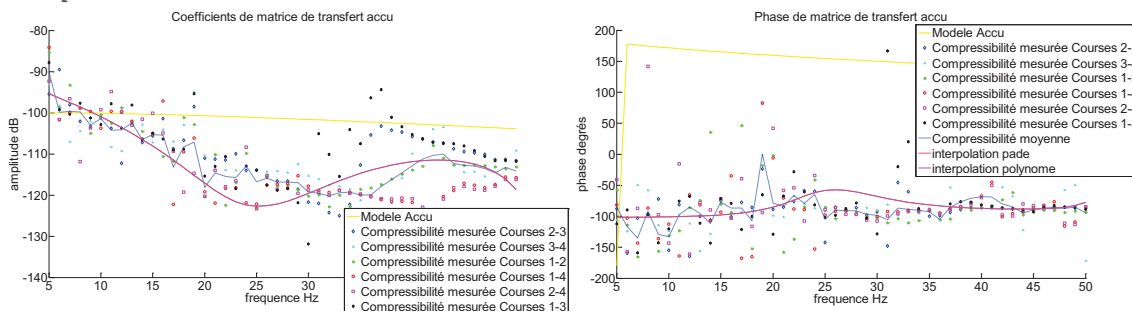 Coefficients de matrice de transfert accu
-80
-90
-100
-110
-120
-130
-140
amplitude dB
5
10
15
20
25
30
frequence Hz
Modele Accu
Compressibilité mesurée Courses 2-3
Compressibilité mesurée Courses 3-4
Compressibilité mesurée Courses 1-2
Compressibilité mesurée Courses 1-4
Compressibilité mesurée Courses 2-4
Compressibilité mesurée Courses 1-3
Phase de matrice de transfert accu
200
150
100
50
0
-50
-100
-150
-200
phase degrés
5
10
15
20
25
30
35
40
45
50
frequence Hz
Modele Accu
Compressibilité mesurée Courses 2-
Compressibilité mesurée Courses 3-
Compressibilité mesurée Courses 1-
Compressibilité mesurée Courses 1-
Compressibilité mesurée Courses 2-
Compressibilité mesurée Courses 1-
Compressibilité moyenne
interpolation pade
interpolation polynome